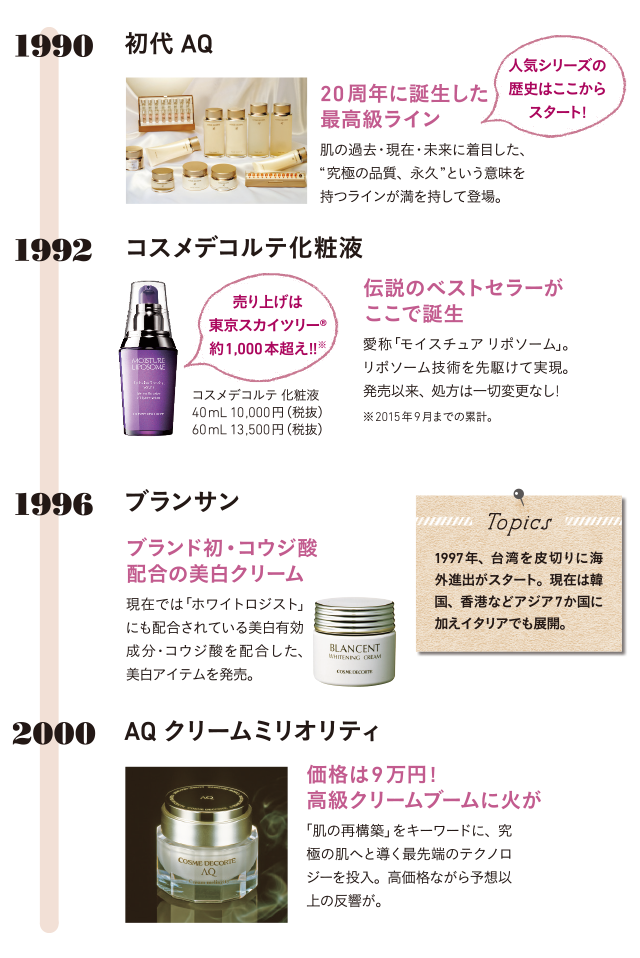 1990
初代 AQ
人気シリーズの
歴史はここから
スタート!
20周年に誕生した
最高級ライン
肌の過去・現在・未来に着目した、
“究極の品質、永久”という意味を
持つラインが満を持して登場。
1992
コスメデコルテ化粧液
売り上げは
東京スカイツリー®
約1,000本超え!!※
MOISTURE
LIPOSOME
コスメデコルテ 化粧液
40mL 10,000円(税抜)
60mL 13,500円(税抜)
伝説のベストセラーが
ここで誕生
愛称「モイスチュア リポソーム」。
リポソーム技術を先駆けて実現。
発売以来、処方は一切変更なし!
※2015年9月までの累計。
1996
ブランサン
ブランド初・コウジ酸
配合の美白クリーム
現在では「ホワイトロジスト」
にも配合されている美白有効
成分・コウジ酸を配合した、
美白アイテムを発売。
BLANCENT
WHITENING CREAM
COSME DECORTE
Topics
1997年、台湾を皮切りに海
外進出がスタート。現在は韓
国、香港などアジア7か国に
加えイタリアでも展開。
2000
AQ クリームミリオリティ
AQ
COSME DECORTE
AQ
価格は9万円!
高級クリームブームに火が
「肌の再構築」をキーワードに、究
極の肌へと導く最先端のテクノロ
ジーを投入。高価格ながら予想以
上の反響が。